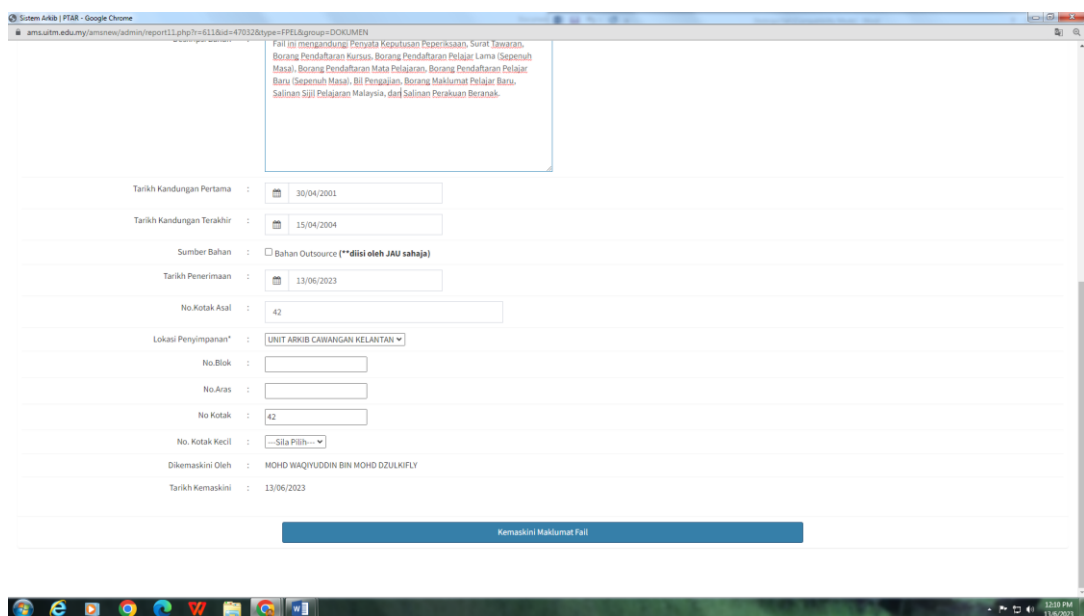 Sistem Arkib | PTAR - Google Chrome
ams.uitm.edu.my/amsnew/admin/report11.php?r=611&id=47032&type=FPEL&group=DOKUMEN
Fail ini mengandungi Penyata Keputusan Peperiksaan, Surat Tawaran,
Borang Pendaftaran Kursus, Borang Pendaftaran Pelajar Lama (Sepenuh
Masa), Borang Pendaftaran Mata Pelajaran, Borang Pendaftaran Pelajar
Baru (Sepenuh Masa), Bil Pengajian, Borang Maklumat Pelajar Baru,
Salinan Sijil Pelajaran Malaysia, dan Salinan Perakuan Beranak.
Tarikh Kandungan Pertama : 30/04/2001
Tarikh Kandungan Terakhir : 15/04/2004
Sumber Bahan : Bahan Outsource (**diisi oleh JAU sahaja)
Tarikh Penerimaan : 13/06/2023
No.Kotak Asal : 42
Lokasi Penyimpanan* : UNIT ARKIB CAWANGAN KELANTAN
No.Blok :
No.Aras :
No Kotak : 42
No. Kotak Kecil : ---Sila Pilih---
Dikemaskini Oleh : MOHD WAQIYUDDIN BIN MOHD DZULKIFLY
Tarikh Kemaskini : 13/06/2023
Kemaskini Maklumat Fail
12:10 PM
13/6/2023